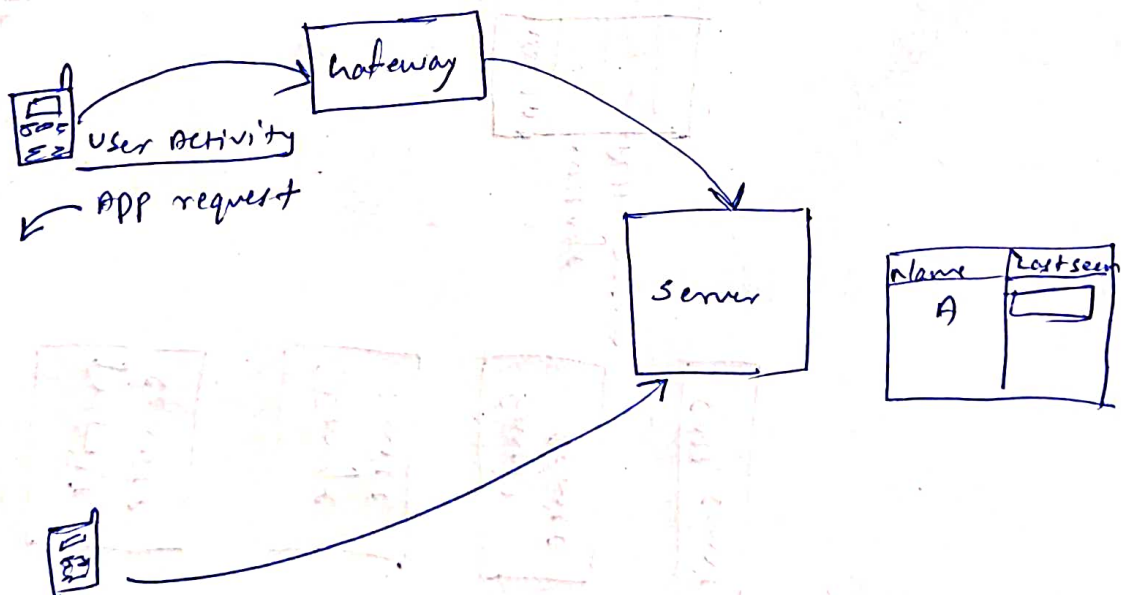 Gateway
User Activity
App request
Server
Name Last seen
A